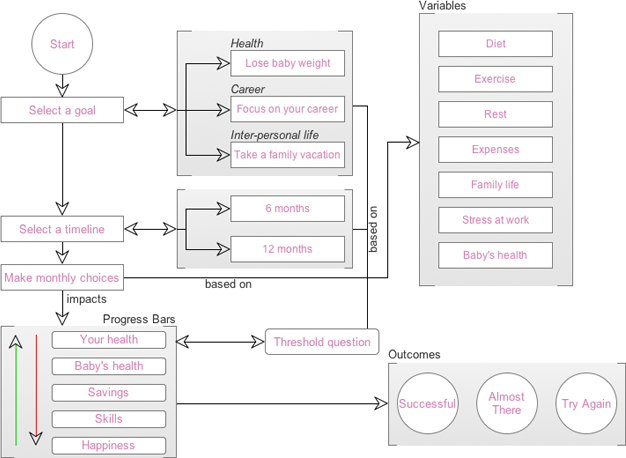 Variables
Start
Health
Lose baby weight
Diet
Exercise
Select a goal
Career
Focus on your career
Rest
Inter-personal life
Take a family vacation
Expenses
Family life
Select a timeline
6 months
12 months
based on
Stress at work
Baby's health
Make monthly choices
based on
impacts
Progress Bars
Your health
Baby's health
Savings
Skills
Happiness
Threshold question
Outcomes
Successful
Almost
There
Try Again